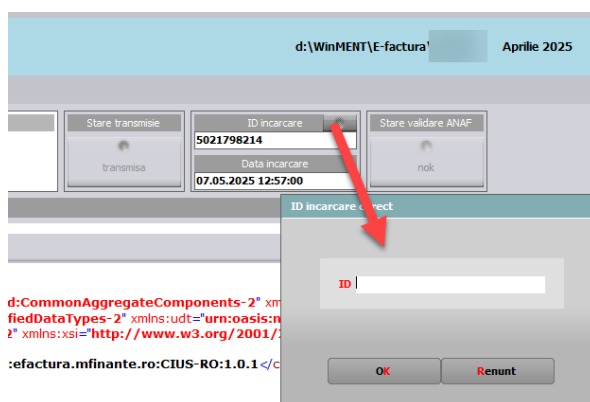 d:\WinMENT\E-factura\
Aprilie 2025
Stare transmisie
ID incarcare
Stare validare ANAF
5021798214
transmisa
Data incarcare
nok
07.05.2025 12:57:00
ID incarcare direct
ID
d:CommonAggregateComponents-2" xm
fiedDataTypes-2" xmlns:udt="urn:oasis:n
2" xmlns:xsi="http://www.w3.org/2001/
:efactura.mfinante.ro:CIUS-RO:1.0.1</c
OK
Renunt